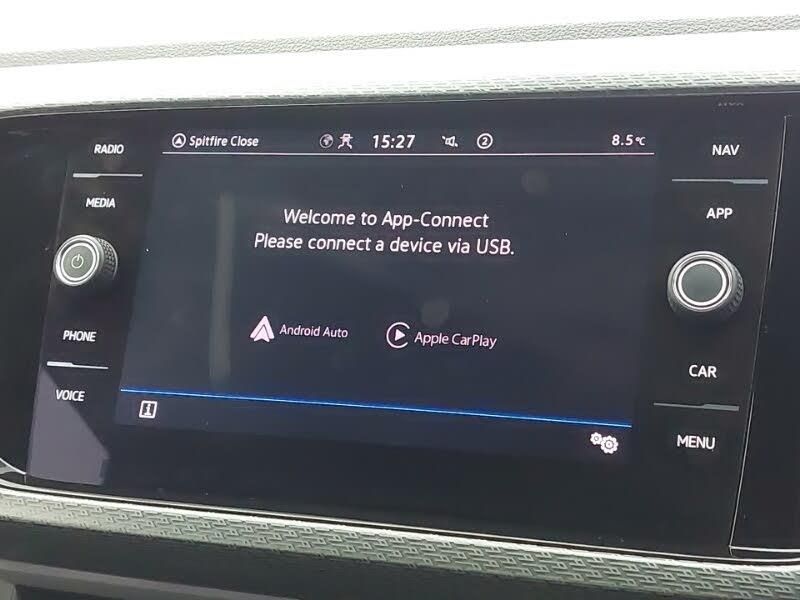 Spitfire Close 15:27 2 8.5°C
RADIO
MEDIA
PHONE
VOICE
Welcome to App-Connect
Please connect a device via USB.
Android Auto Apple CarPlay
i
NAV
APP
CAR
MENU